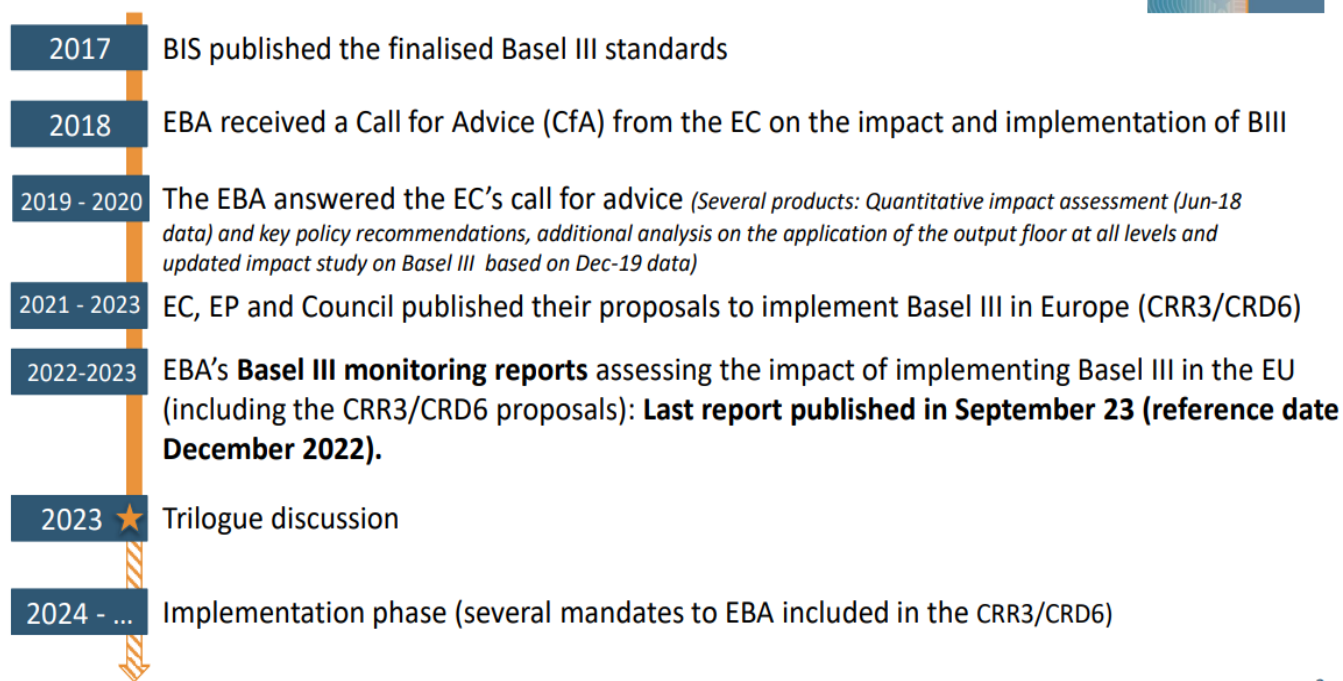 2017
BIS published the finalised Basel III standards
2018
EBA received a Call for Advice (CfA) from the EC on the impact and implementation of BIII
2019 - 2020
The EBA answered the EC’s call for advice (Several products: Quantitative impact assessment (Jun-18
data) and key policy recommendations, additional analysis on the application of the output floor at all levels and
updated impact study on Basel III based on Dec-19 data)
2021 - 2023
EC, EP and Council published their proposals to implement Basel III in Europe (CRR3/CRD6)
2022-2023
EBA’s Basel III monitoring reports assessing the impact of implementing Basel III in the EU
(including the CRR3/CRD6 proposals): Last report published in September 23 (reference date
December 2022).
2023
Trilogue discussion
2024 - ...
Implementation phase (several mandates to EBA included in the CRR3/CRD6)